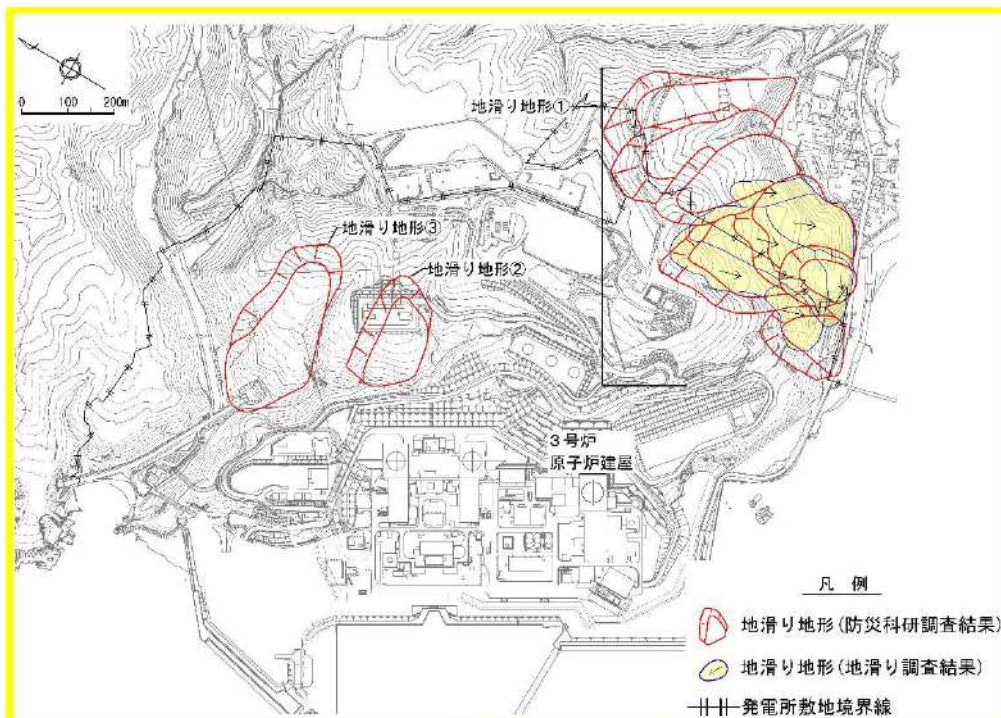 0 100 200m
地滑り地形①
地滑り地形③
地滑り地形②
3号炉
原子炉建屋
凡 例
地滑り地形(防災科研調査結果)
地滑り地形(地滑り調査結果)
発電所敷地境界線